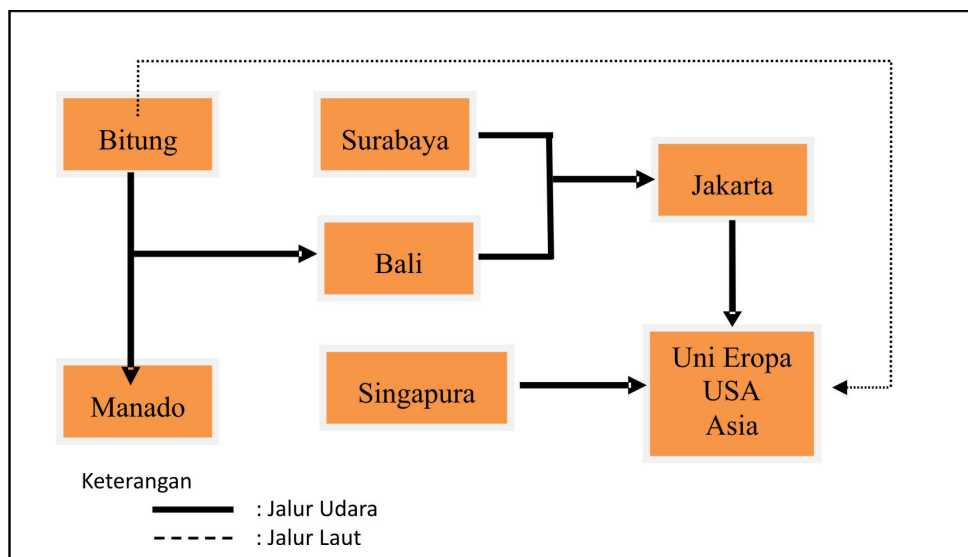 Bitung
Surabaya
Jakarta
Bali
Manado
Singapura
Uni Eropa
USA
Asia
Keterangan
: Jalur Udara
: Jalur Laut